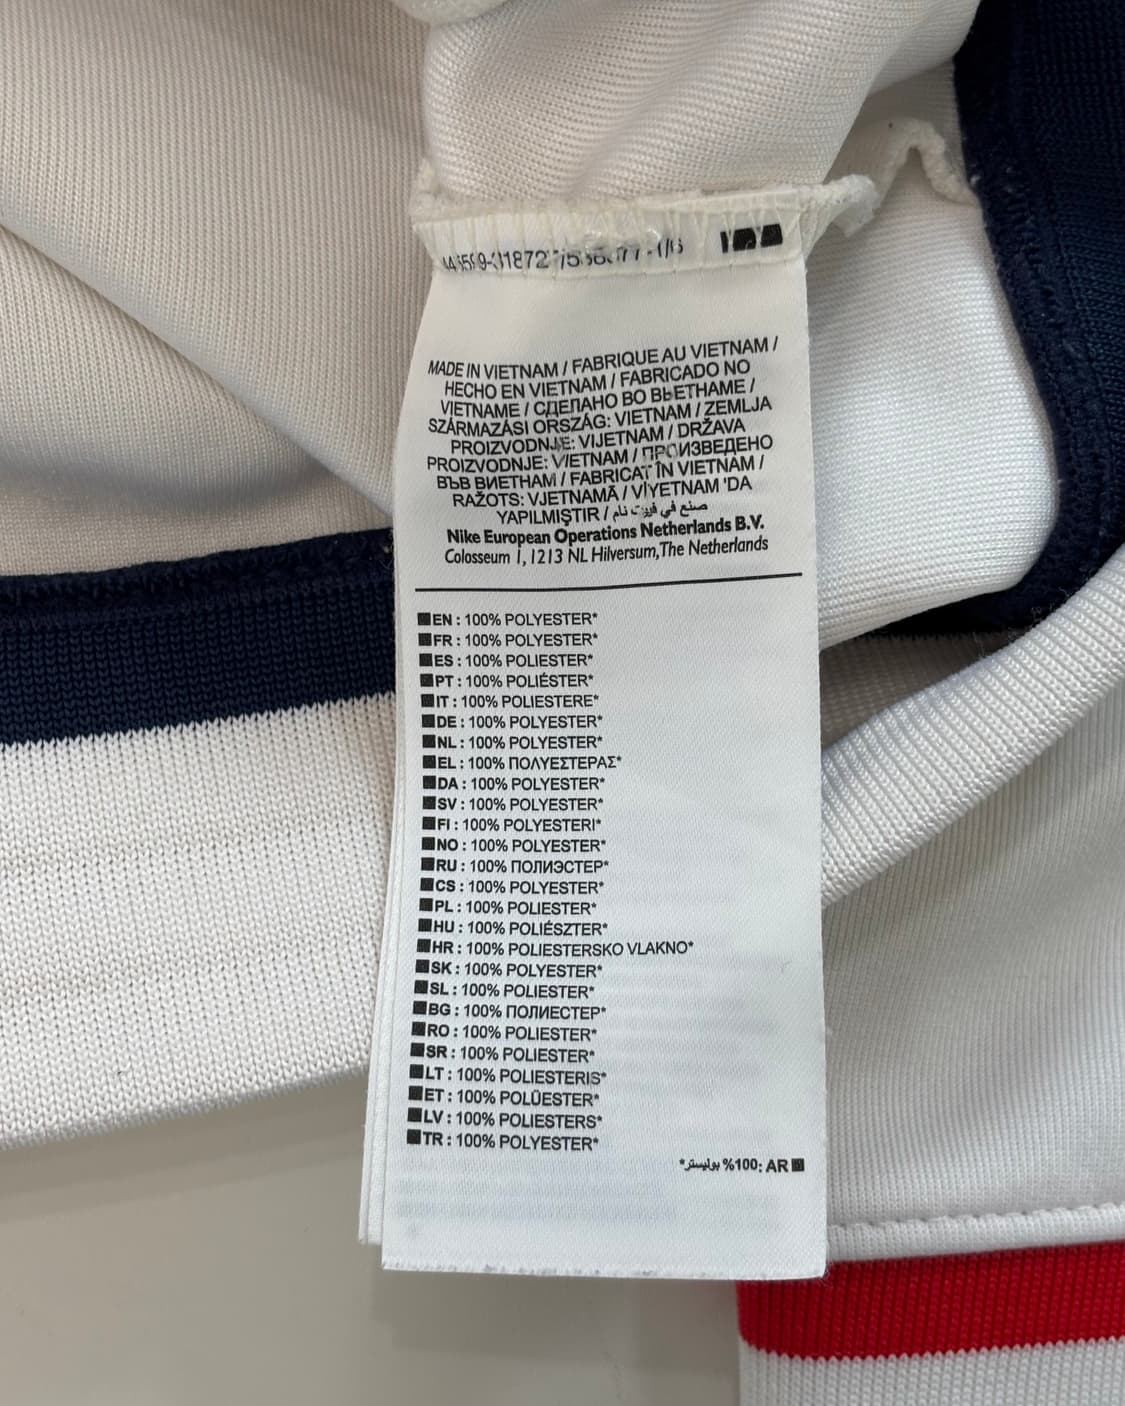 MADE IN VIETNAM / FABRIQUE AU VIETNAM /
HECHO EN VIETNAM / FABRICADO NO
VIETNAME / СДЕЛАНО ВО ВЬЕТНАМЕ /
SZÁRMAZÁSI ORSZÁG: VIETNAM / ZEMLJA
PROIZVODNJE: VIJETNAM / DRŽAVA
PROIZVODNJE: VIETNAM / ПРОИЗВЕДЕНО
ВЪВ ВИЕТНАМ / FABRICAT ÎN VIETNAM /
RAŽOTS: VJETNAMĀ / VİYETNAM 'DA
YAPILMIŞTIR / صنع في فييت نام
Nike European Operations Netherlands B.V.
Colosseum 1, 1213 NL Hilversum, The Netherlands
EN : 100% POLYESTER*
FR : 100% POLYESTER*
ES : 100% POLIESTER*
PT : 100% POLIÉSTER*
IT : 100% POLIESTERE*
DE : 100% POLYESTER*
NL : 100% POLYESTER*
EL : 100% ΠΟΛΥΕΣΤΕΡΑΣ*
DA : 100% POLYESTER*
SV : 100% POLYESTER*
FI : 100% POLYESTERI*
NO : 100% POLYESTER*
RU : 100% ПОЛИЭСТЕР*
CS : 100% POLYESTER*
PL : 100% POLIESTER*
HU : 100% POLIÉSZTER*
HR : 100% POLIESTERSKO VLAKNO*
SK : 100% POLYESTER*
SL : 100% POLIESTER*
BG : 100% ПОЛИЕСТЕР*
RO : 100% POLIESTER*
SR : 100% POLIESTER*
LT : 100% POLIESTERIS*
ET : 100% POLÜESTER*
LV : 100% POLIESTERS*
TR : 100% POLYESTER*
AR :100% بوليستر*